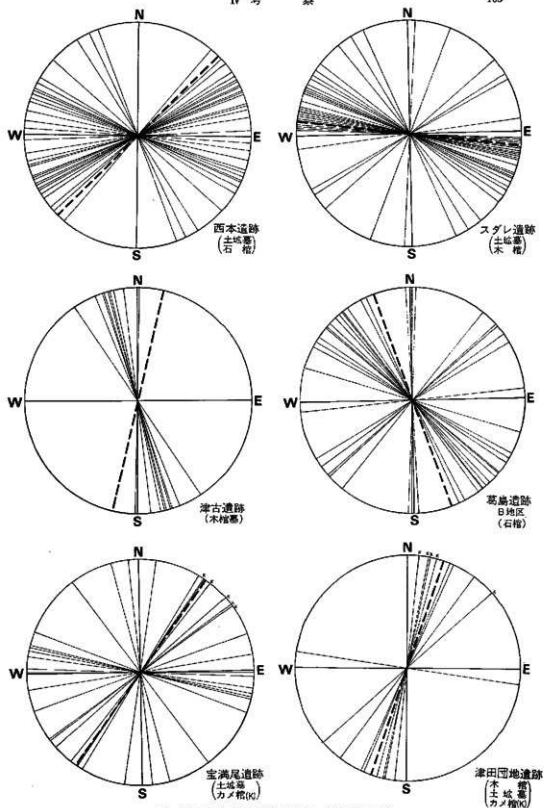 IV 考 察
N
W
E
S
西本遺跡
(土壙墓
石棺)
N
W
E
S
スダレ遺跡
(土壙墓
木棺)
N
W
E
S
津古遺跡
(木棺墓)
N
W
E
S
葛島遺跡
B地区
(石棺)
N
W
E
S
宝満尾遺跡
(土壙墓
カメ棺(K))
N
W
E
S
津田団地遺跡
(木棺
土壙墓
カメ棺(K))